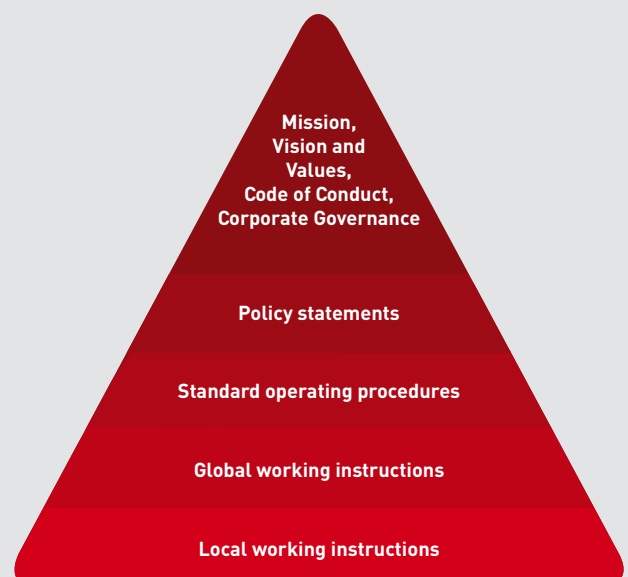 Mission,
Vision and
Values,
Code of Conduct,
Corporate Governance
Policy statements
Standard operating procedures
Global working instructions
Local working instructions